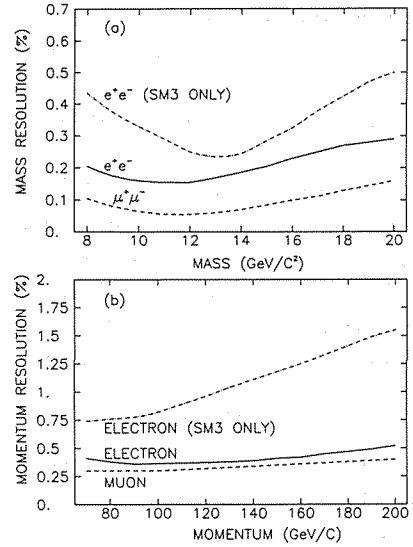 0.7
(a)
0.6
0.5
0.4
0.3
0.2
0.1
0.
MASS RESOLUTION (%)
e⁺e⁻ (SM3 ONLY)
e⁺e⁻
μ⁺μ⁻
8 10 12 14 16 18 20
MASS (GeV/C²)
2.
(b)
1.75
1.5
1.25
1.
0.75
0.5
0.25
0.
MOMENTUM RESOLUTION (%)
ELECTRON (SM3 ONLY)
ELECTRON
MUON
80 100 120 140 160 180 200
MOMENTUM (GeV/C)